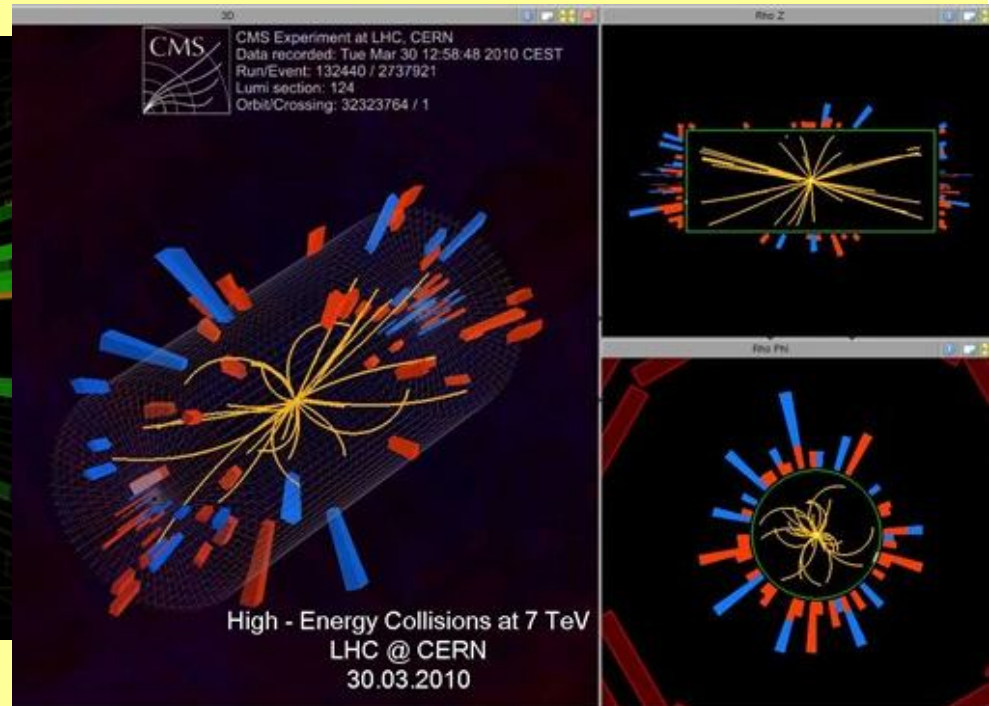 3D
CMS
CMS Experiment at LHC, CERN
Data recorded: Tue Mar 30 12:58:48 2010 CEST
Run/Event: 132440 / 2737921
Lumi section: 124
Orbit/Crossing: 32323764 / 1
High - Energy Collisions at 7 TeV
LHC @ CERN
30.03.2010
Rho Z
Rho Phi